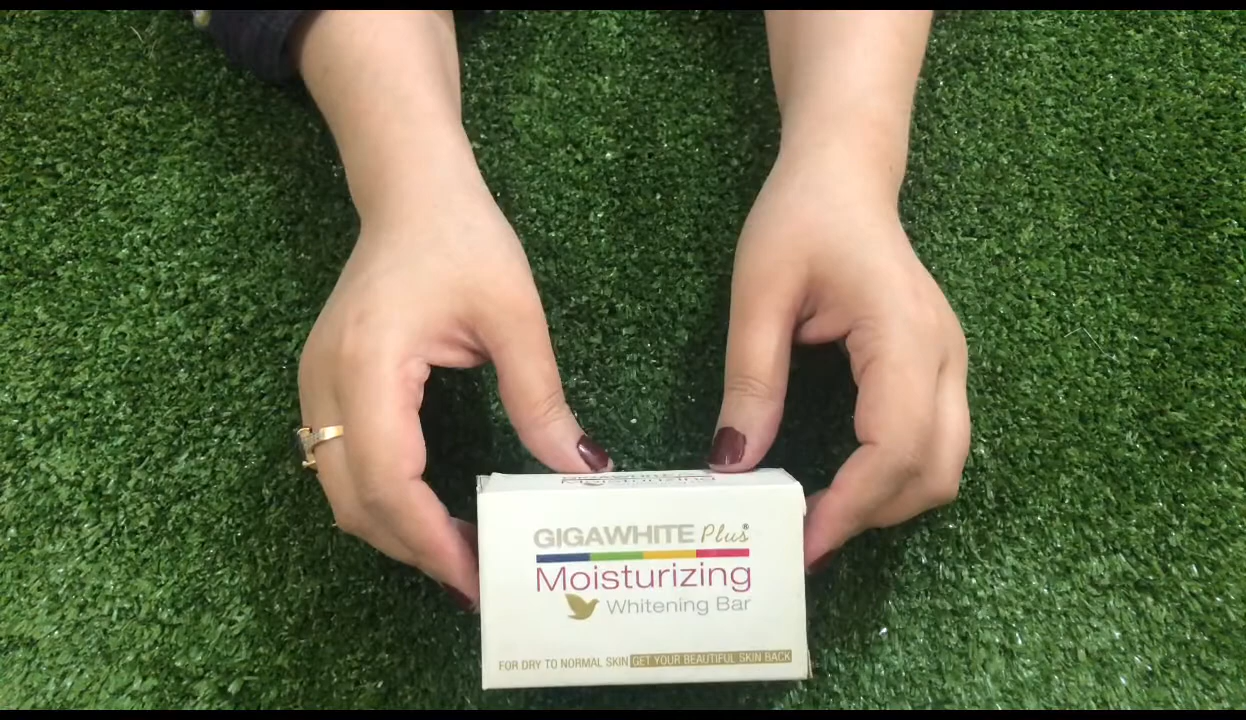 GIGAWHITE Plus®
Moisturizing
Whitening Bar
FOR DRY TO NORMAL SKIN GET YOUR BEAUTIFUL SKIN BACK